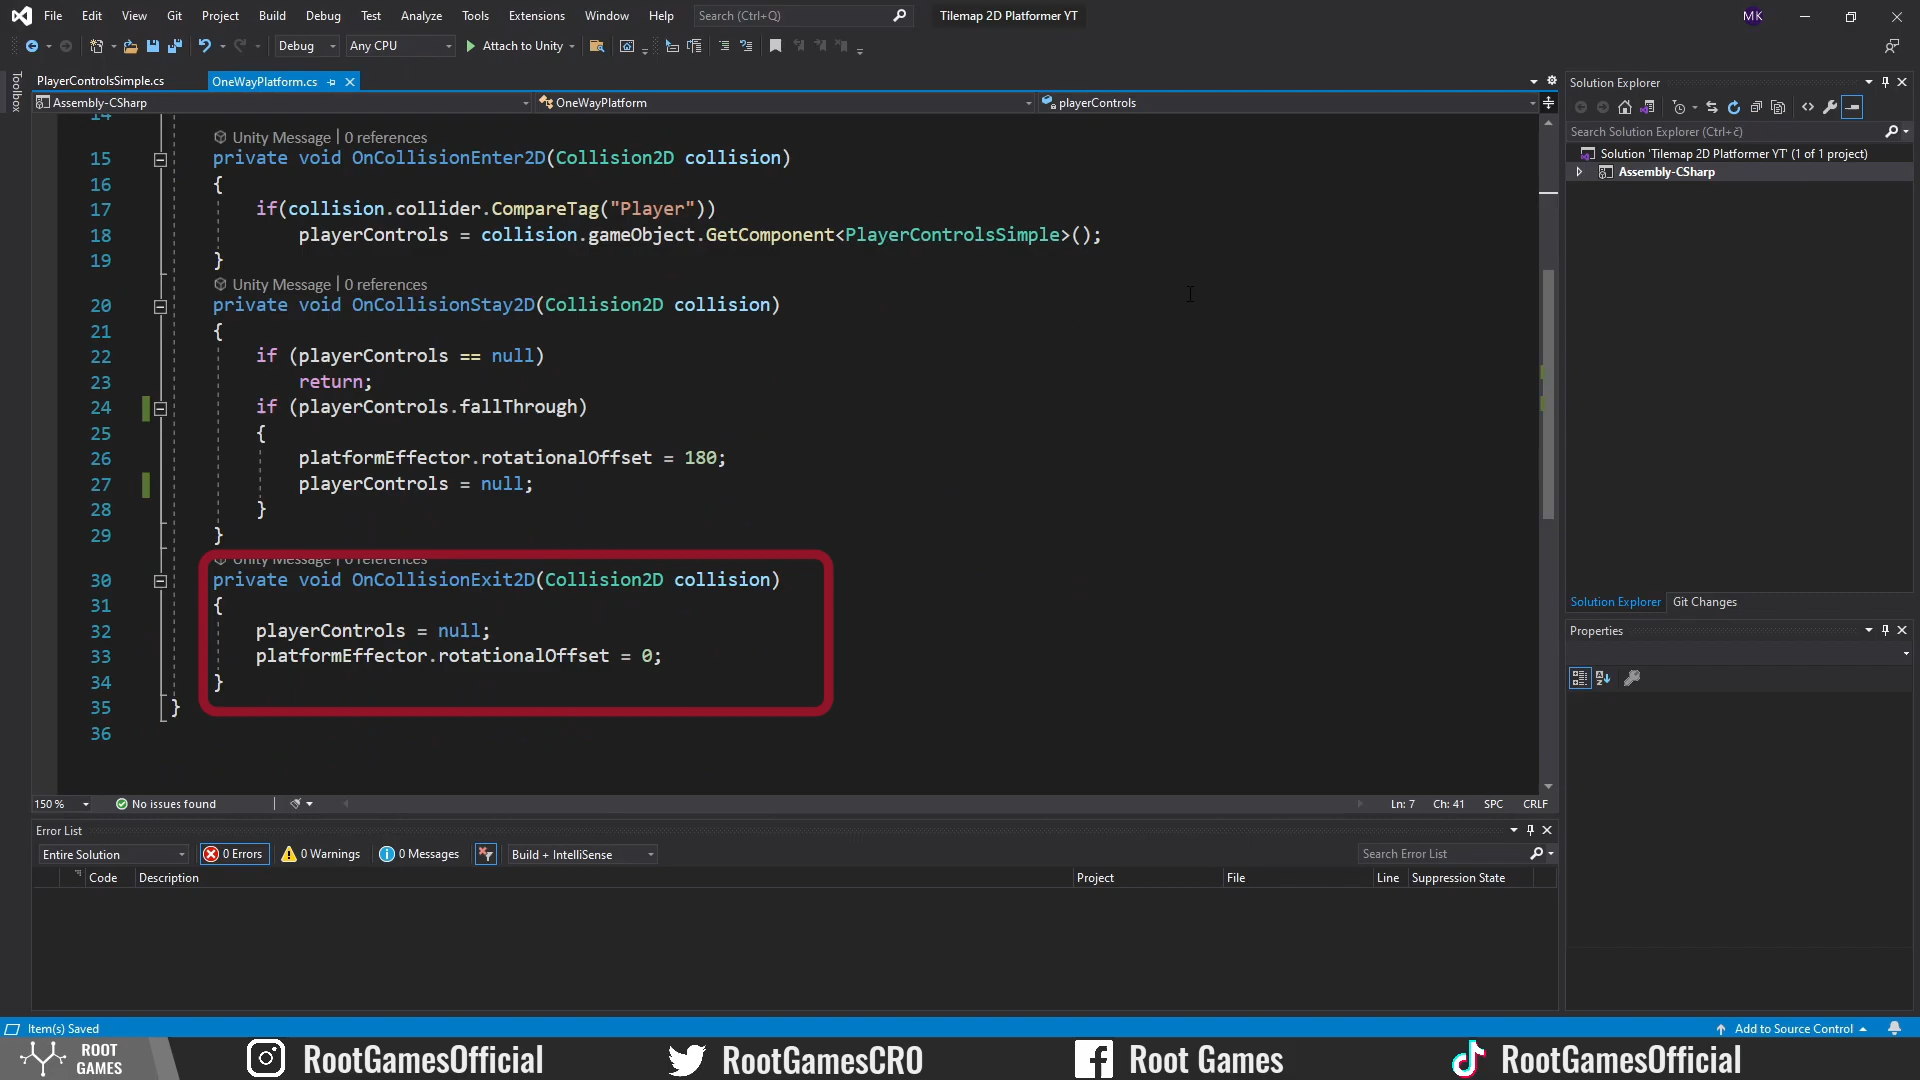 File Edit View Git Project Build Debug Test Analyze Tools Extensions Window Help Search (Ctrl+Q) Tilemap 2D Platformer YT MK
Debug Any CPU Attach to Unity
Toolbox
PlayerControlsSimple.cs OneWayPlatform.cs
Assembly-CSharp OneWayPlatform playerControls
14
Unity Message | 0 references
15 private void OnCollisionEnter2D(Collision2D collision)
16 {
17 if(collision.collider.CompareTag("Player"))
18 playerControls = collision.gameObject.GetComponent<PlayerControlsSimple>();
19 }
Unity Message | 0 references
20 private void OnCollisionStay2D(Collision2D collision)
21 {
22 if (playerControls == null)
23 return;
24 if (playerControls.fallThrough)
25 {
26 platformEffector.rotationalOffset = 180;
27 playerControls = null;
28 }
29 }
Unity Message | 0 references
30 private void OnCollisionExit2D(Collision2D collision)
31 {
32 playerControls = null;
33 platformEffector.rotationalOffset = 0;
34 }
35 }
36
150 % No issues found Ln: 7 Ch: 41 SPC CRLF
Error List
Entire Solution 0 Errors 0 Warnings 0 Messages Build + IntelliSense Search Error List
Code Description Project File Line Suppression State
Solution Explorer
Search Solution Explorer (Ctrl+č)
Solution 'Tilemap 2D Platformer YT' (1 of 1 project)
Assembly-CSharp
Solution Explorer Git Changes
Properties
Item(s) Saved Add to Source Control
ROOT GAMES
RootGamesOfficial RootGamesCRO Root Games RootGamesOfficial